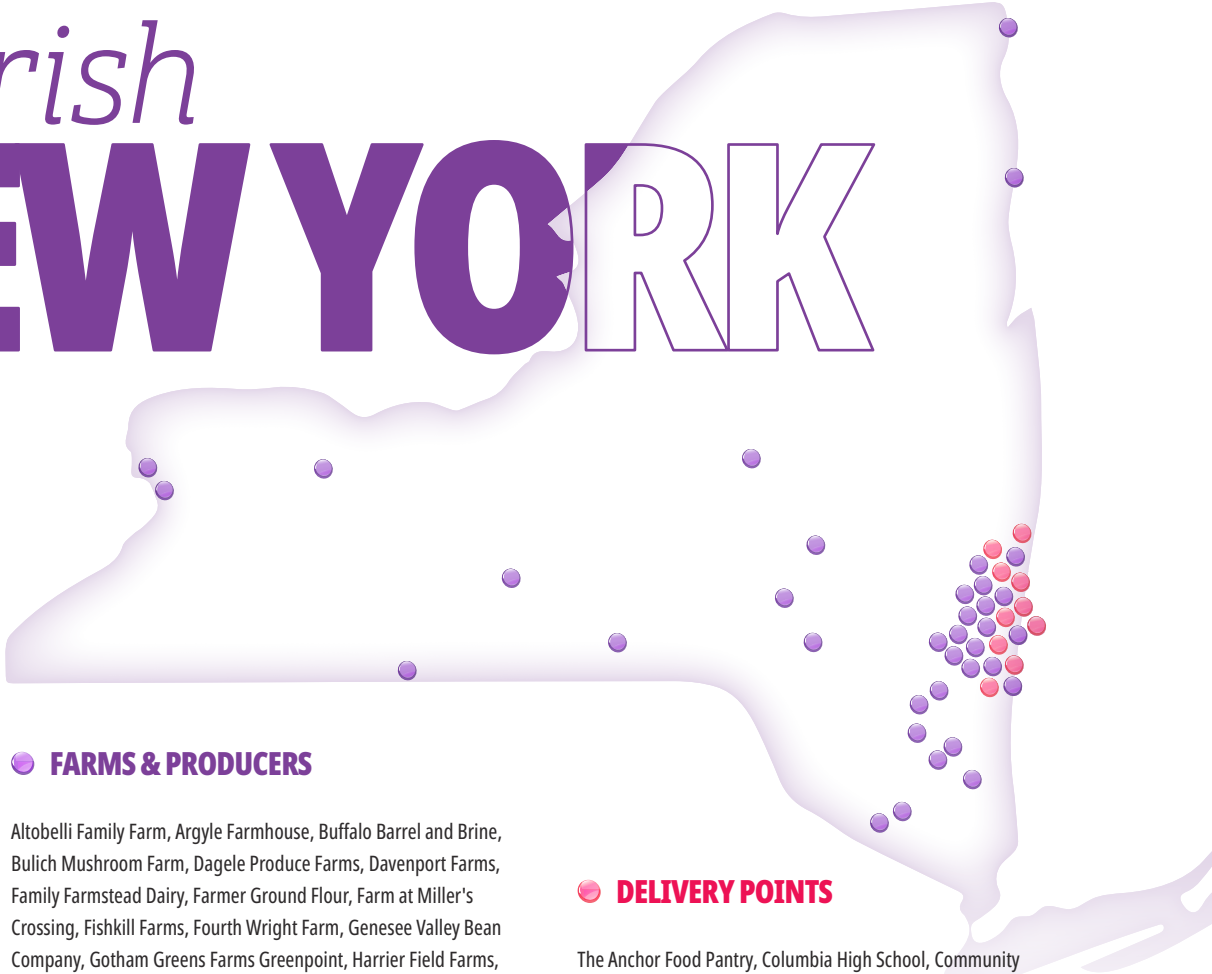 rish
EW YORK
FARMS & PRODUCERS
Altobelli Family Farm, Argyle Farmhouse, Buffalo Barrel and Brine,
Bulich Mushroom Farm, Dagele Produce Farms, Davenport Farms,
Family Farmstead Dairy, Farmer Ground Flour, Farm at Miller's
Crossing, Fishkill Farms, Fourth Wright Farm, Genesee Valley Bean
Company, Gotham Greens Farms Greenpoint, Harrier Field Farms,
DELIVERY POINTS
The Anchor Food Pantry, Columbia High School, Community